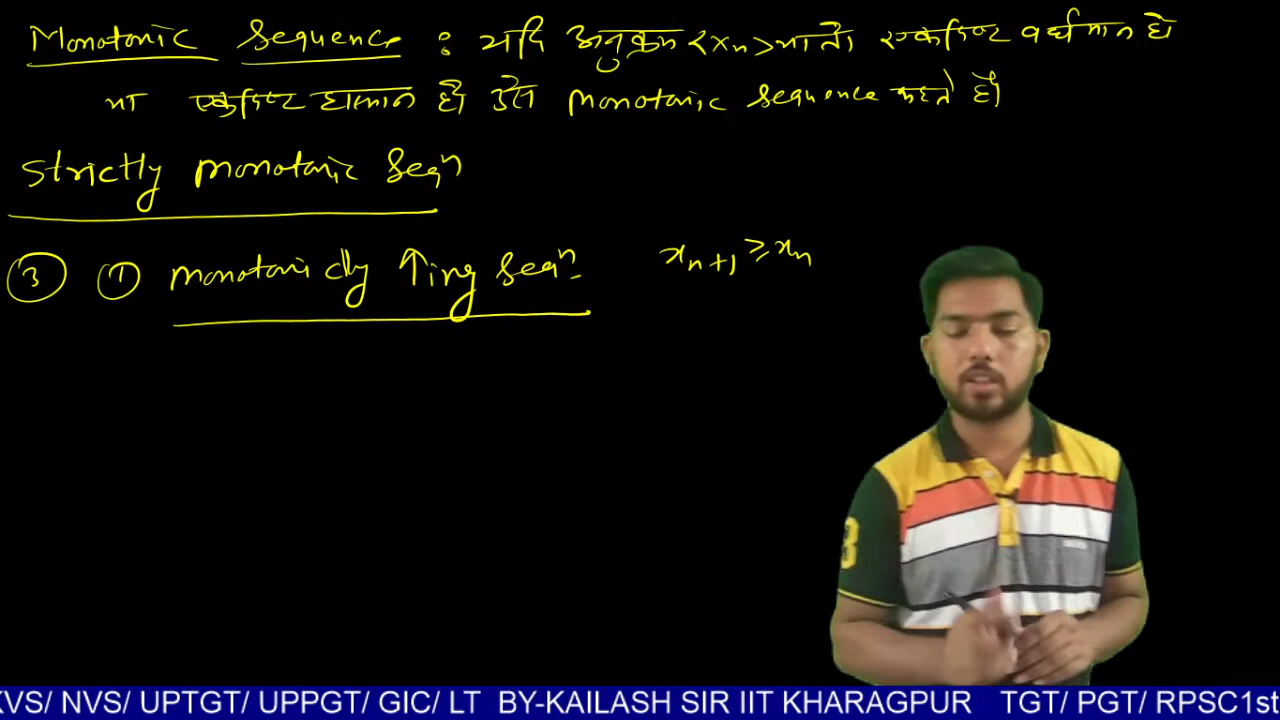 Monotonic Sequence : यदि अनुक्रम <xn> या तो एकदिष्ट वर्धमान हो
या एकदिष्ट ह्रासमान हो उसे monotonic sequence कहते हैं
Strictly monotonic Seqⁿ
③ ① monotonically ↑ing Seqⁿ xn+1 ≥ xn
3
KVS/ NVS/ UPTGT/ UPPGT/ GIC/ LT BY-KAILASH SIR IIT KHARAGPUR TGT/ PGT/ RPSC1st